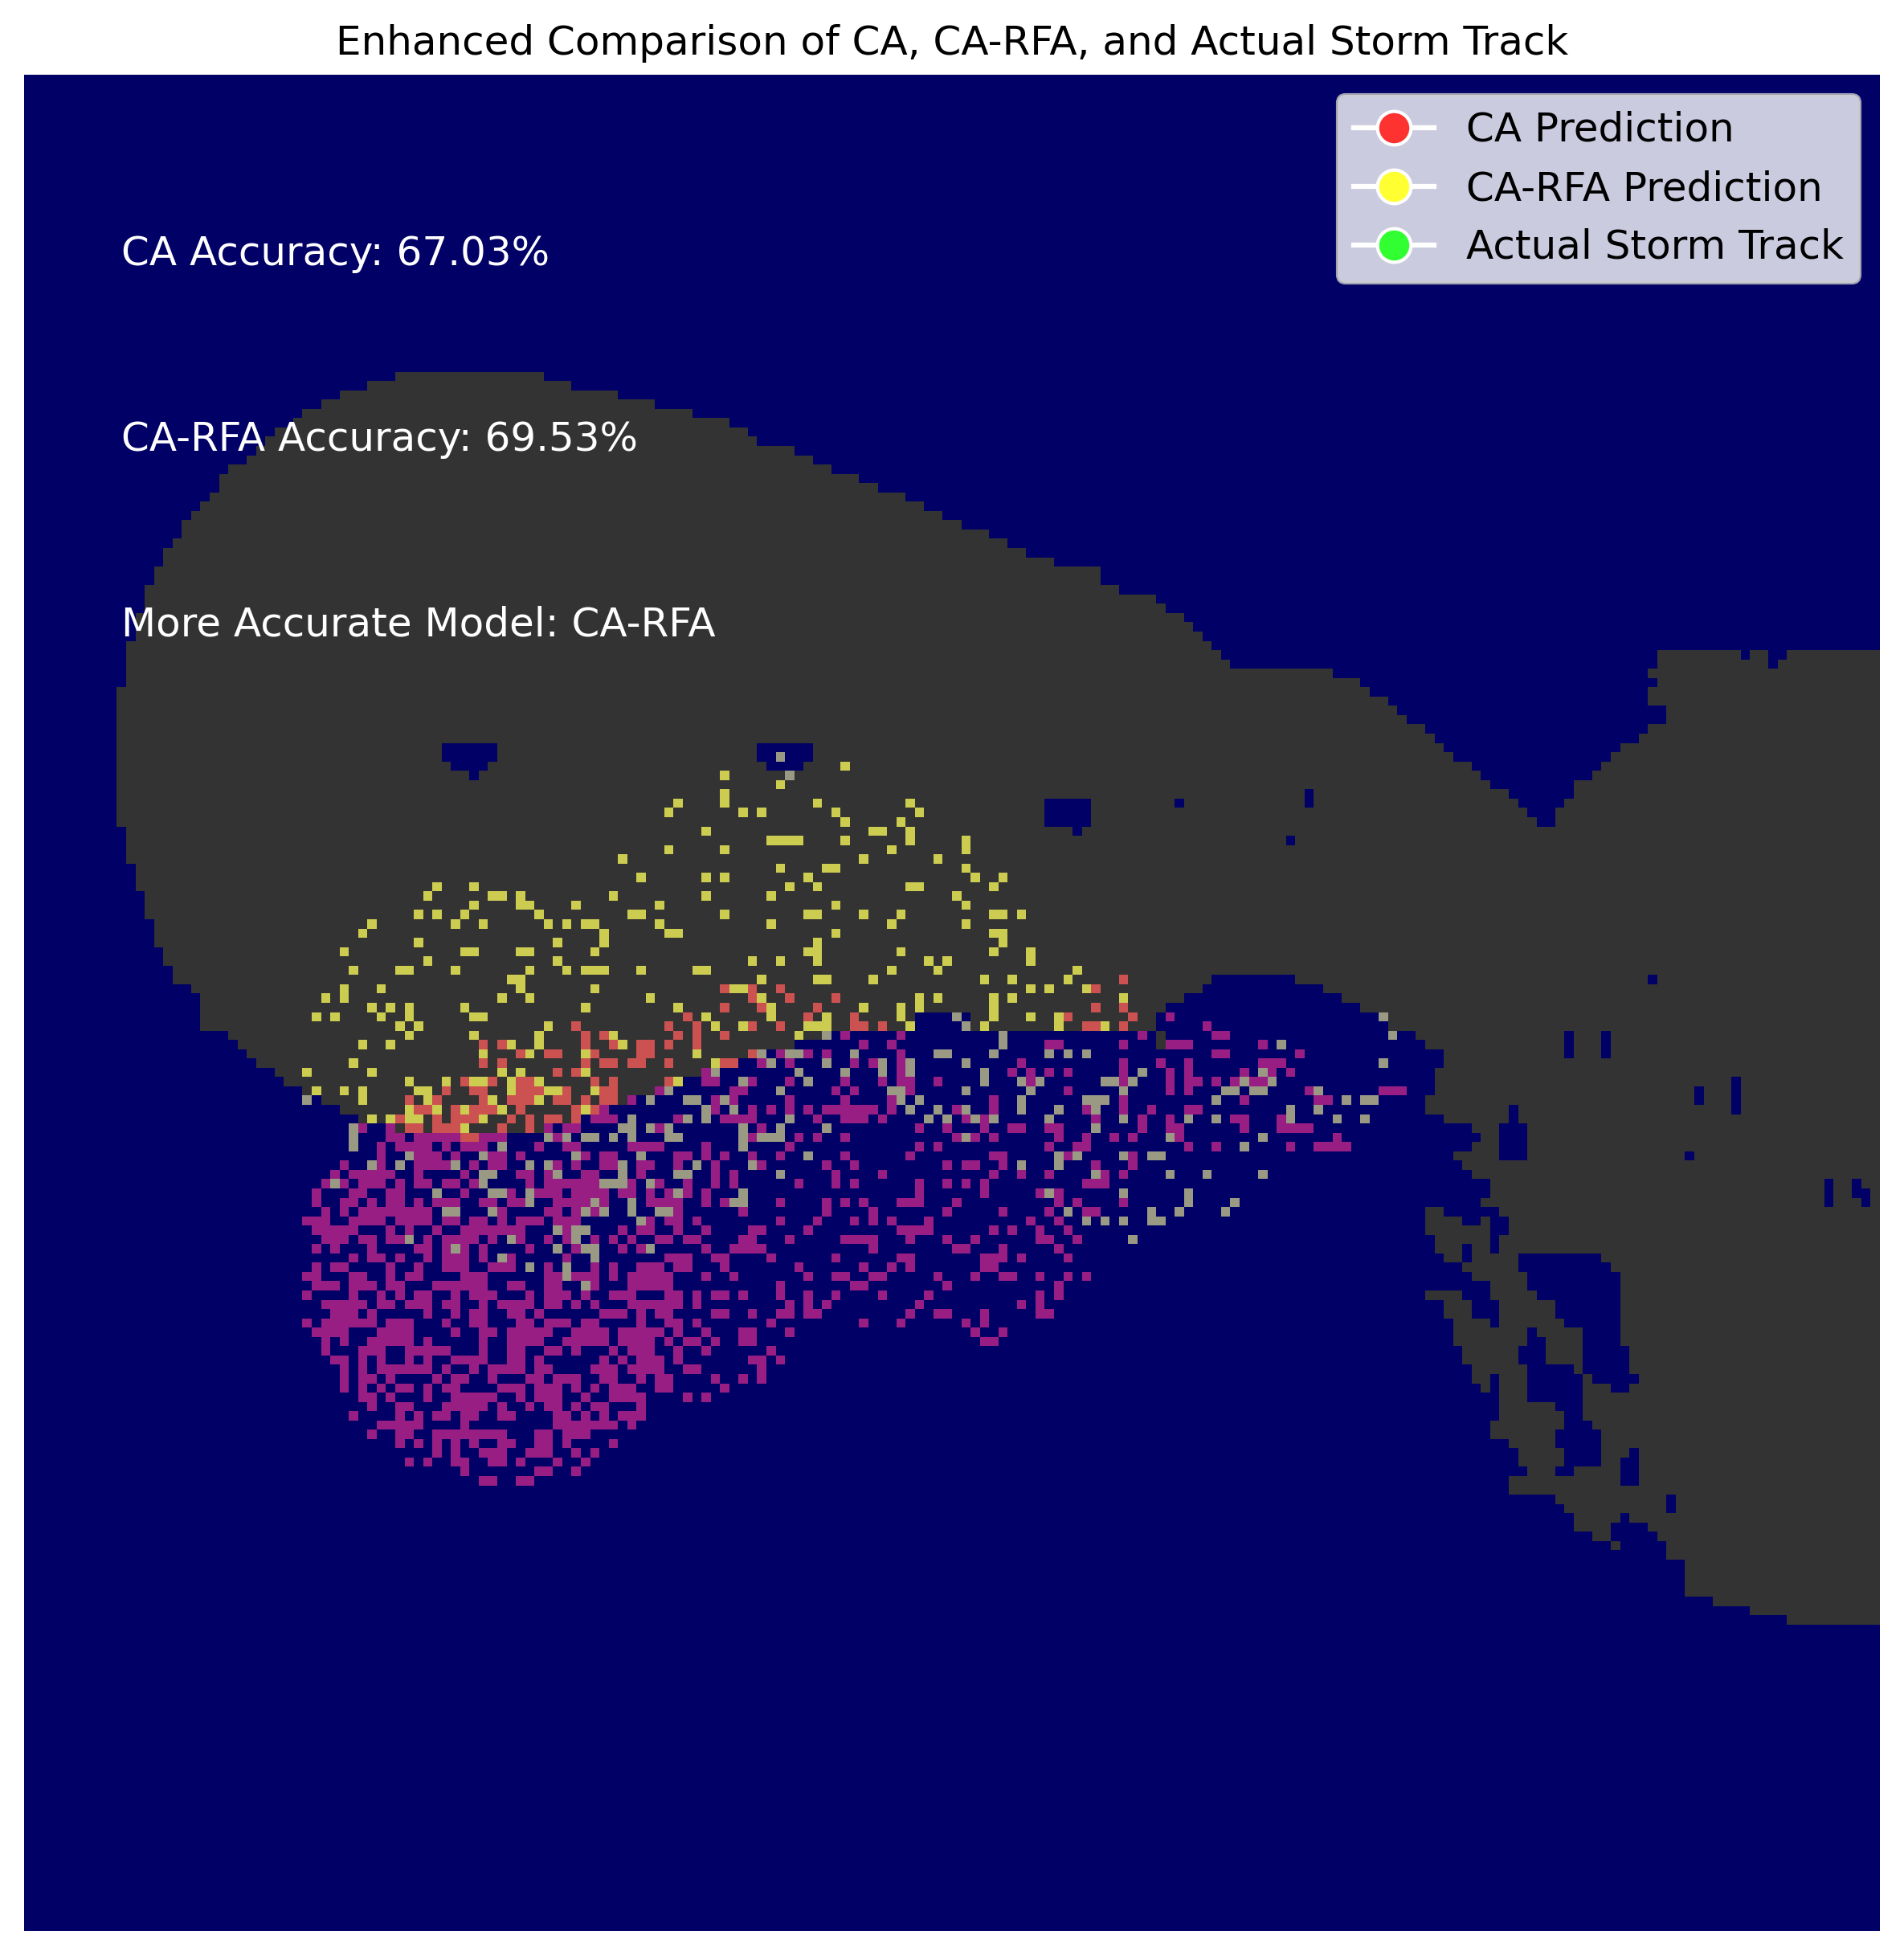 Enhanced Comparison of CA, CA-RFA, and Actual Storm Track
CA Prediction
CA-RFA Prediction
Actual Storm Track
CA Accuracy: 67.03%
CA-RFA Accuracy: 69.53%
More Accurate Model: CA-RFA